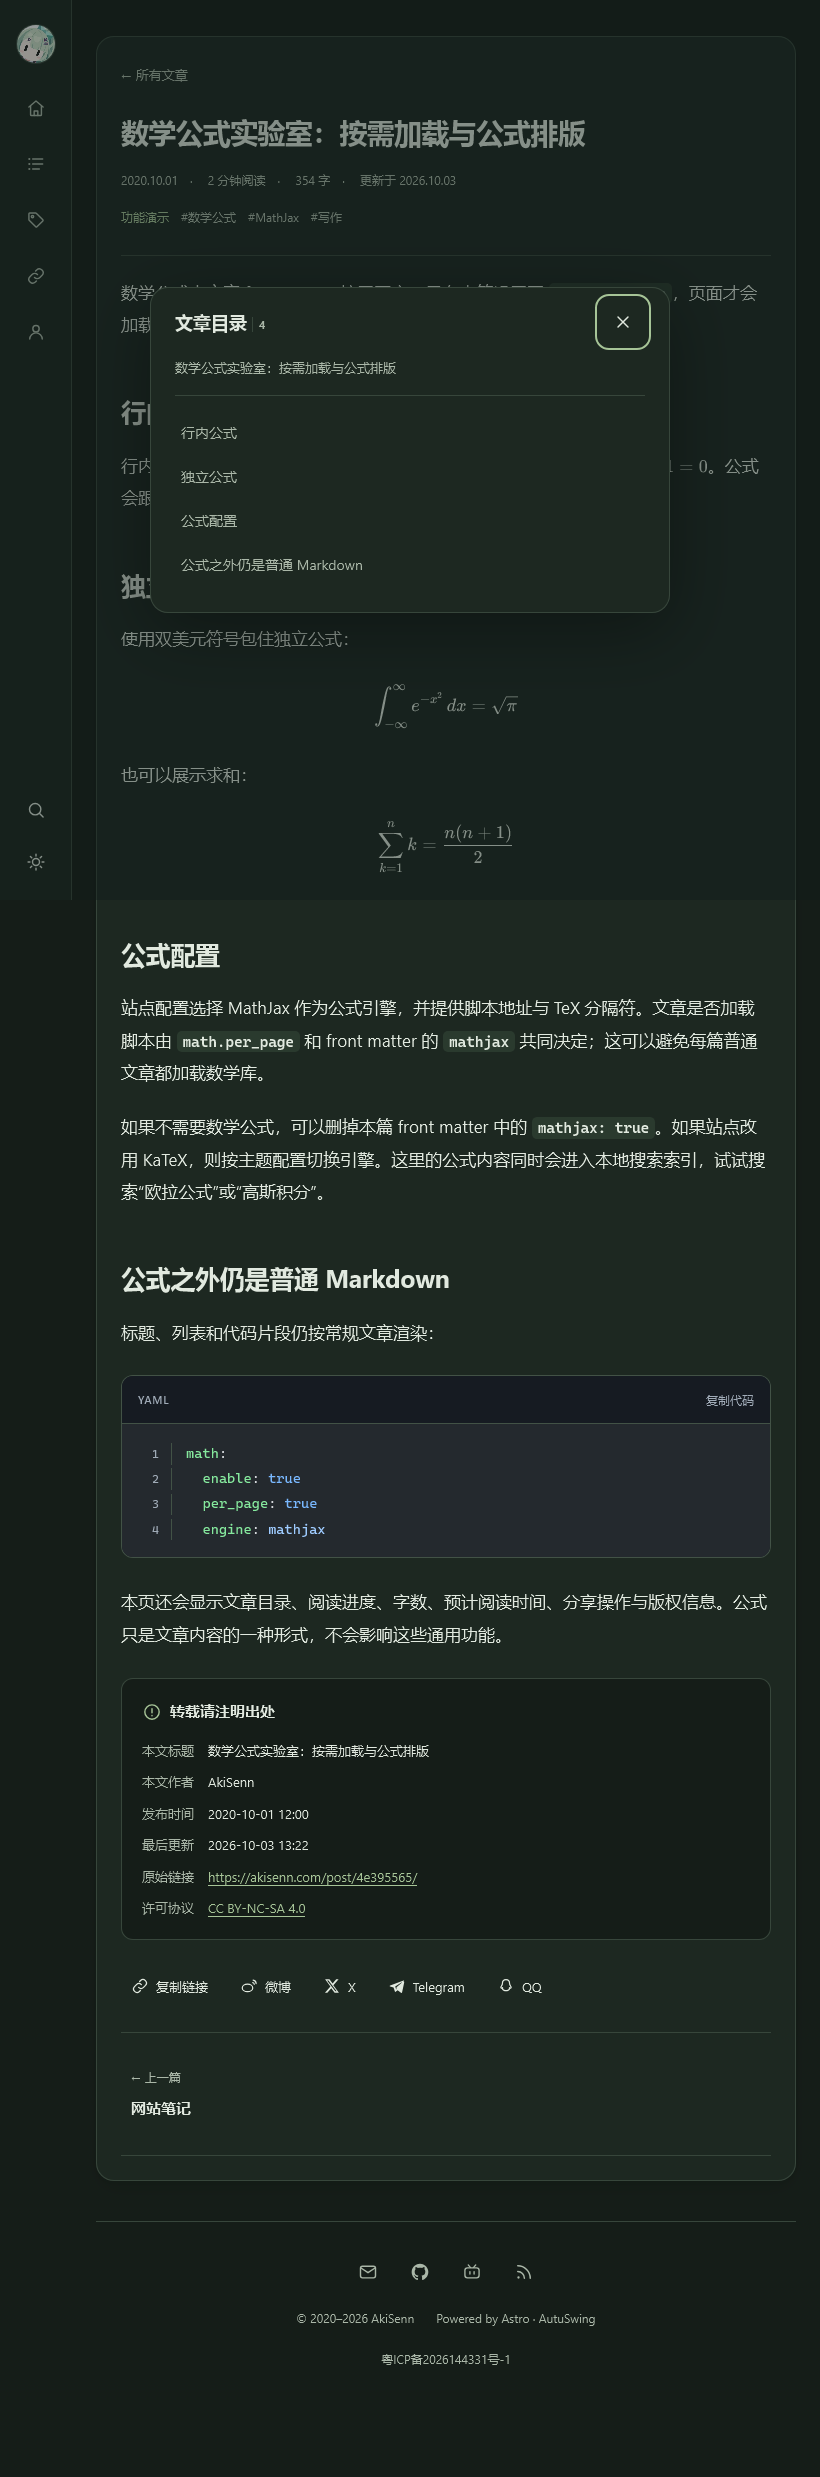 ← 所有文章
数学公式实验室：按需加载与公式排版
2020.10.01 · 2 分钟阅读 · 354 字 · 更新于 2026.10.03
功能演示 #数学公式 #MathJax #写作
，页面才会
加载
文章目录 4
数学公式实验室：按需加载与公式排版
行内公式
独立公式
公式配置
公式之外仍是普通 Markdown
行内
行内 = 0。公式
会跟
独立
使用双美元符号包住独立公式：
∫_{-∞}^{∞} e^{-x^2} dx = √π
也可以展示求和：
∑_{k=1}^{n} k = n(n + 1)/2
公式配置
站点配置选择 MathJax 作为公式引擎，并提供脚本地址与 TeX 分隔符。文章是否加载
脚本由 math.per_page 和 front matter 的 mathjax 共同决定；这可以避免每篇普通
文章都加载数学库。
如果不需要数学公式，可以删掉本篇 front matter 中的 mathjax: true。如果站点改
用 KaTeX，则按主题配置切换引擎。这里的公式内容同时会进入本地搜索索引，试试搜
索“欧拉公式”或“高斯积分”。
公式之外仍是普通 Markdown
标题、列表和代码片段仍按常规文章渲染：
YAML 复制代码
1 math:
2 enable: true
3 per_page: true
4 engine: mathjax
本页还会显示文章目录、阅读进度、字数、预计阅读时间、分享操作与版权信息。公式
只是文章内容的一种形式，不会影响这些通用功能。
转载请注明出处
本文标题 数学公式实验室：按需加载与公式排版
本文作者 AkiSenn
发布时间 2020-10-01 12:00
最后更新 2026-10-03 13:22
原始链接 https://akisenn.com/post/4e395565/
许可协议 CC BY-NC-SA 4.0
复制链接 微博 X Telegram QQ
← 上一篇
网站笔记
© 2020–2026 AkiSenn Powered by Astro · AutuSwing
粤ICP备2026144331号-1